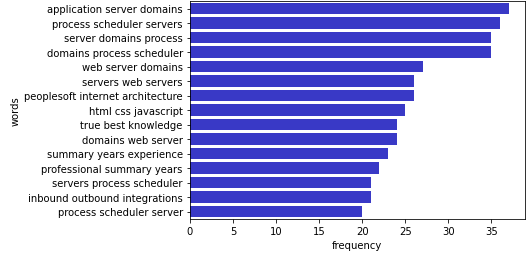 application server domains
process scheduler servers
server domains process
domains process scheduler
web server domains
servers web servers
peoplesoft internet architecture
html css javascript
true best knowledge
domains web server
summary years experience
professional summary years
servers process scheduler
inbound outbound integrations
process scheduler server
words
0 5 10 15 20 25 30 35
frequency